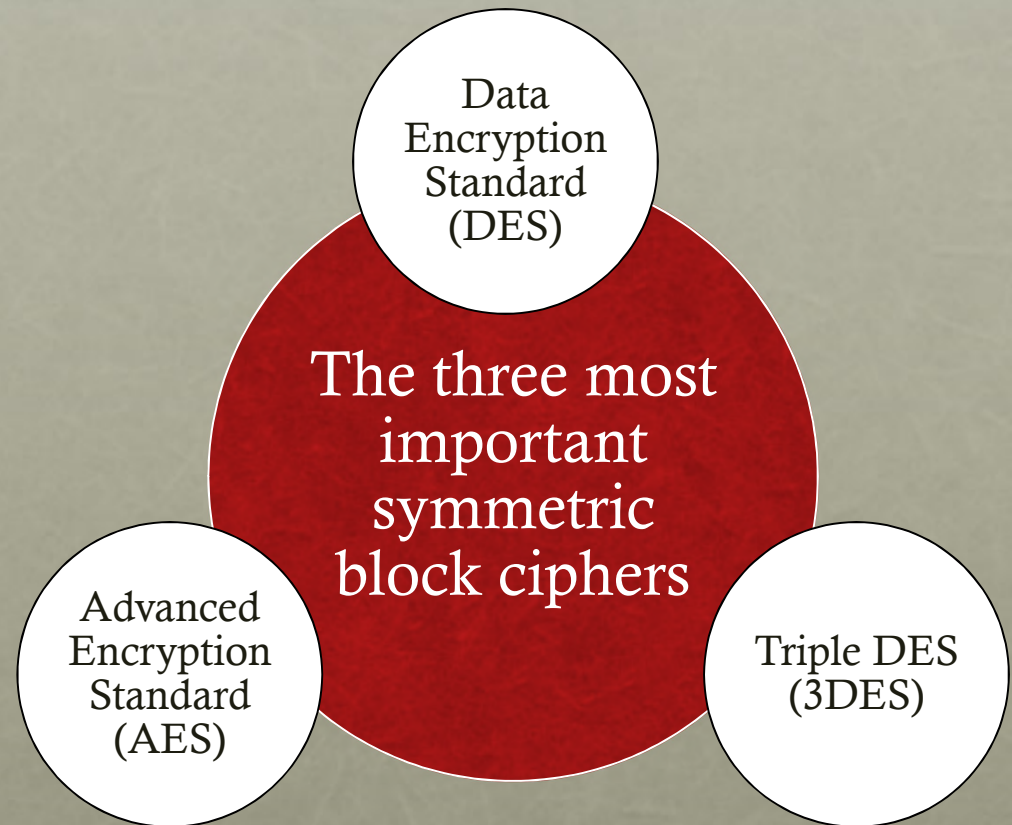 Data
Encryption
Standard
(DES)
The three most
important
symmetric
block ciphers
Advanced
Encryption
Standard
(AES)
Triple DES
(3DES)